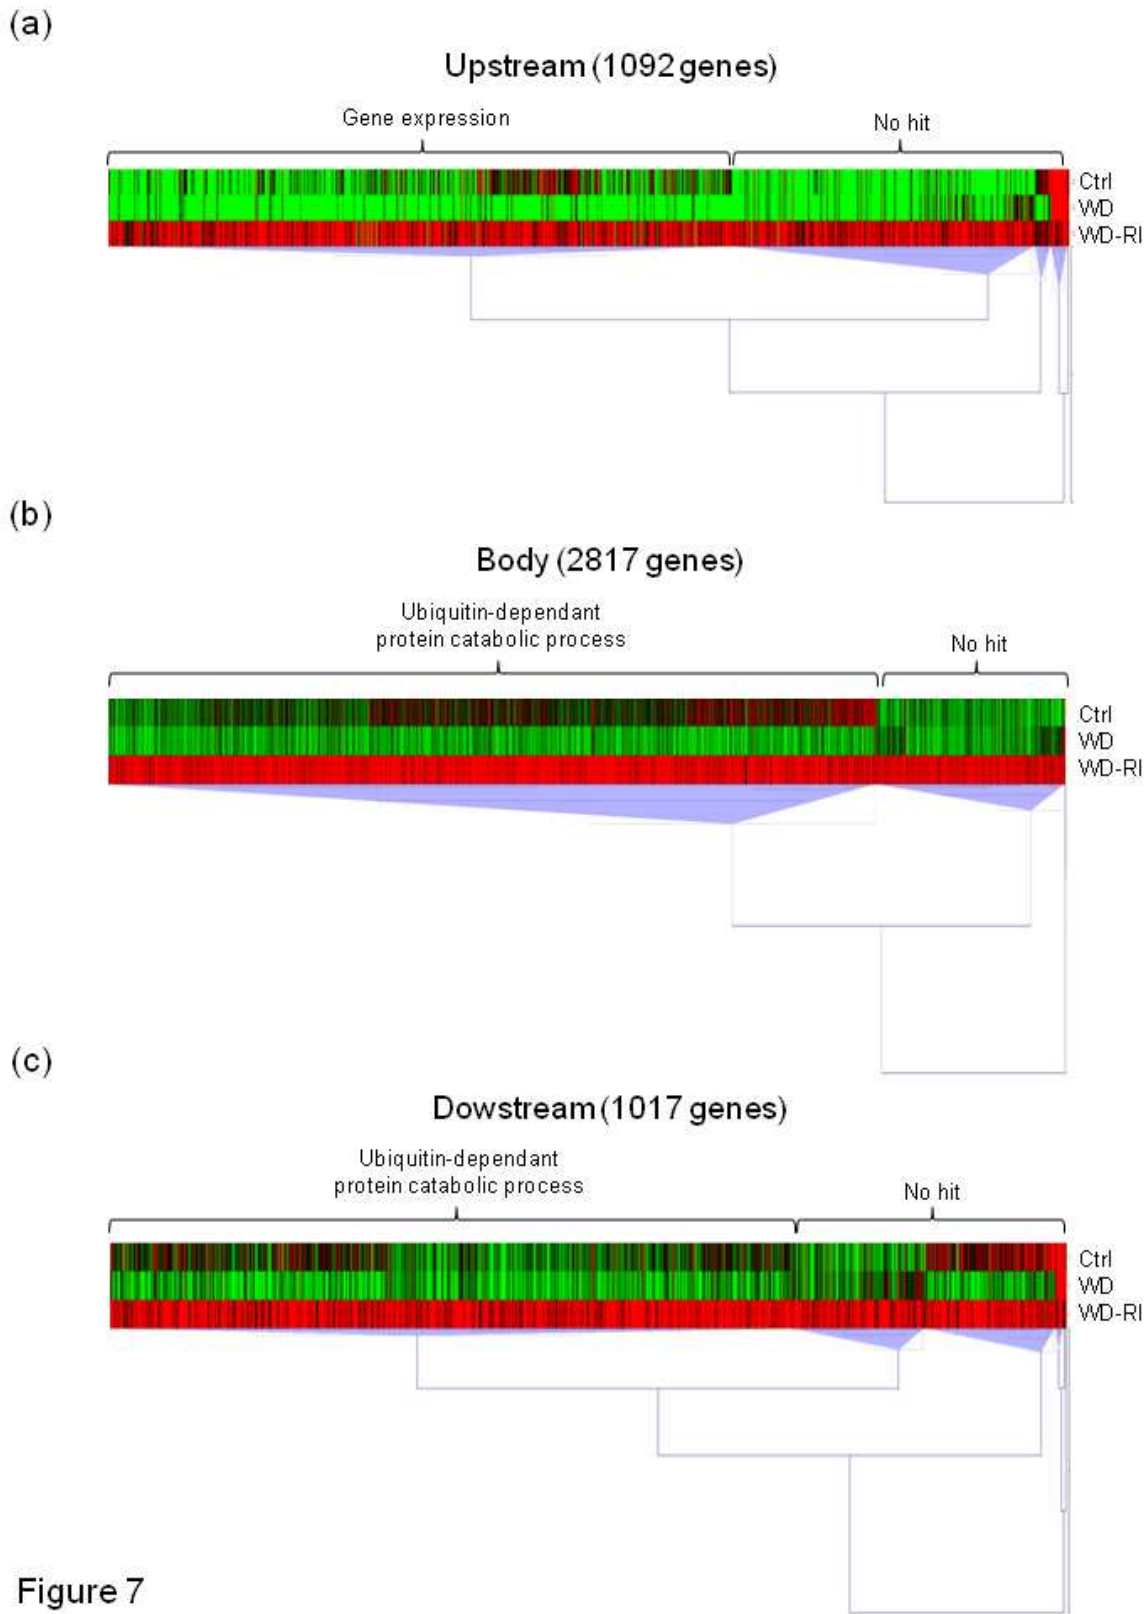 (a)
Upstream (1092 genes)
Gene expression
No hit
Ctrl
WD
WD-RI
(b)
Body (2817 genes)
Ubiquitin-dependant
protein catabolic process
No hit
Ctrl
WD
WD-RI
(c)
Dowstream (1017 genes)
Ubiquitin-dependant
protein catabolic process
No hit
Ctrl
WD
WD-RI
Figure 7